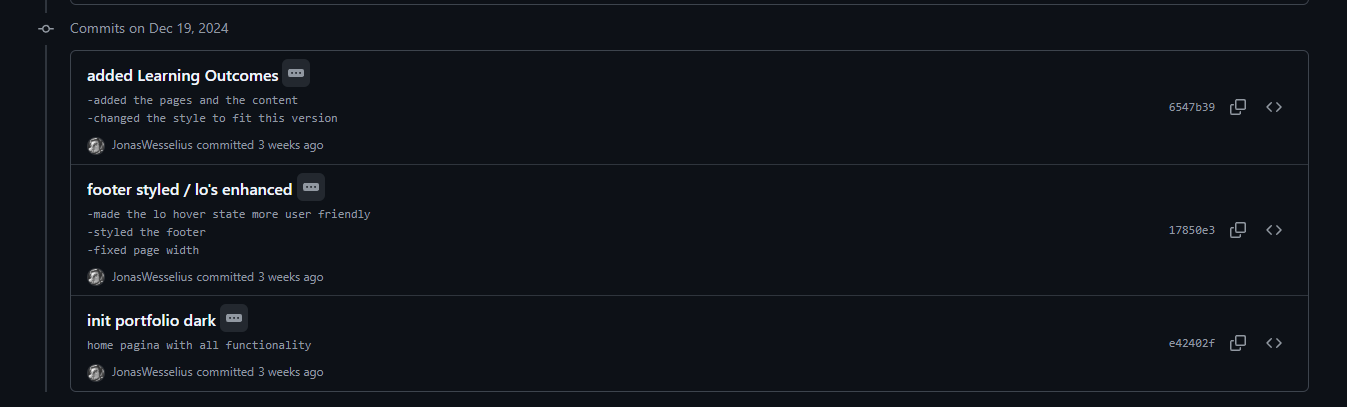 Commits on Dec 19, 2024
added Learning Outcomes
-added the pages and the content
-changed the style to fit this version
6547b39
JonasWesselius committed 3 weeks ago
footer styled / lo's enhanced
-made the lo hover state more user friendly
-styled the footer
17850e3
-fixed page width
JonasWesselius committed 3 weeks ago
init portfolio dark
home pagina with all functionality
e42402f
JonasWesselius committed 3 weeks ago